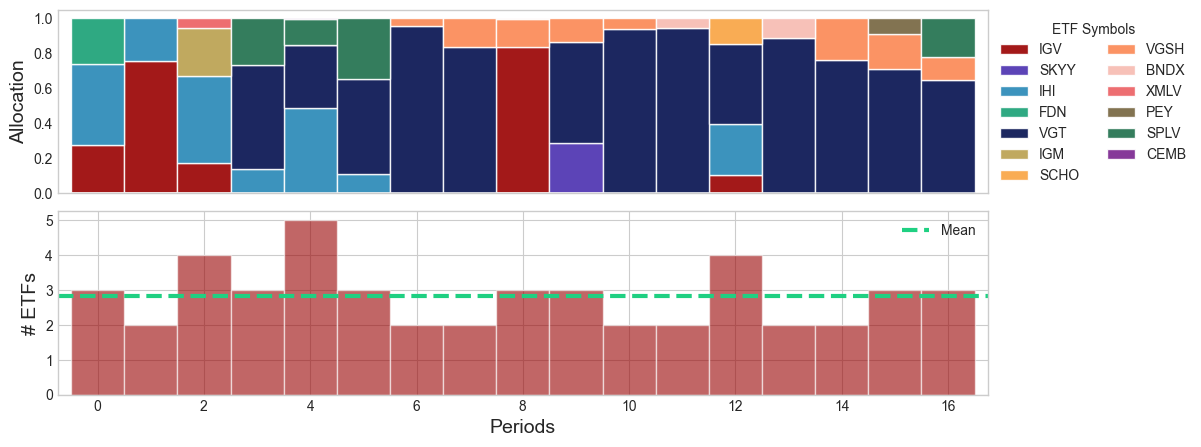 1.0
0.8
0.6
0.4
0.2
0.0
Allocation
ETF Symbols
IGV VGSH
SKYY BNDX
IHI XMLV
FDN PEY
VGT SPLV
IGM CEMB
SCHO
5
4
3
2
1
0
# ETFs
Mean
0 2 4 6 8 10 12 14 16
Periods